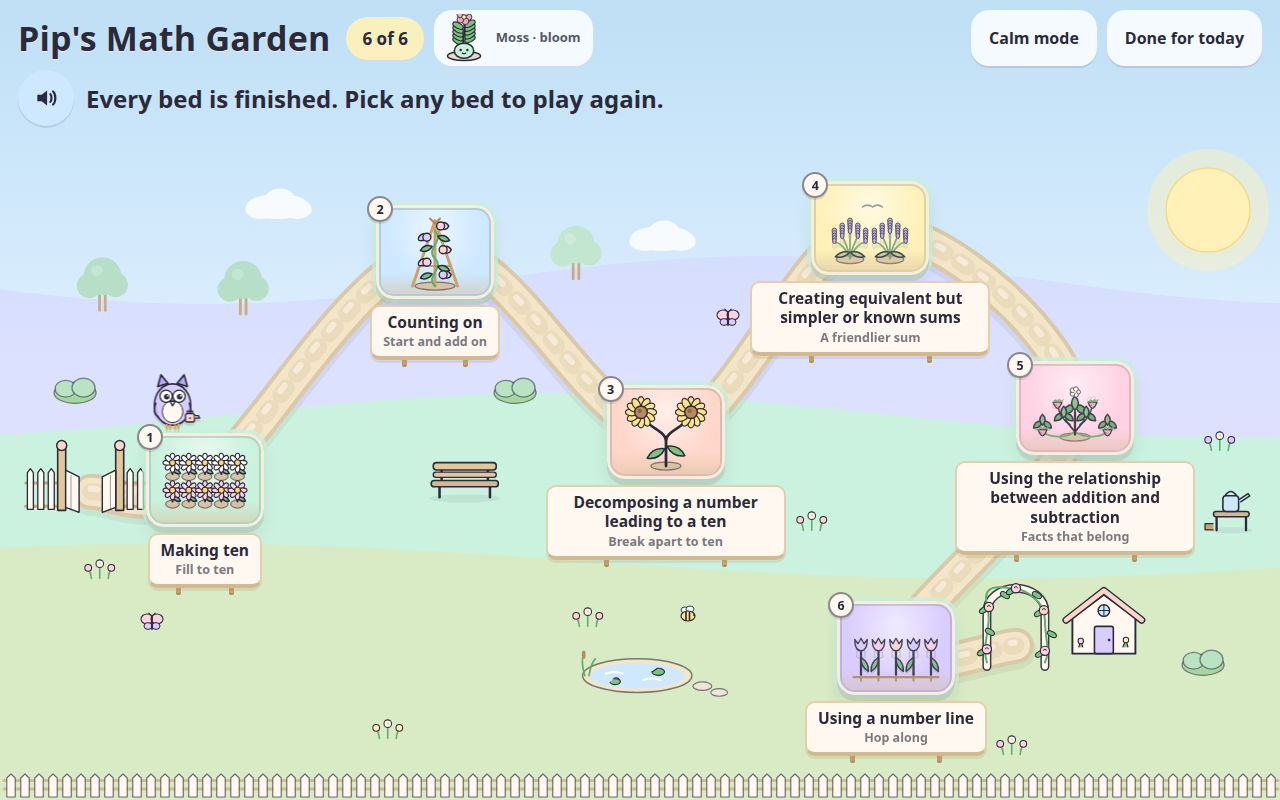 Pip's Math Garden
6 of 6
Moss · bloom
Calm mode
Done for today
Every bed is finished. Pick any bed to play again.
1
Making ten
Fill to ten
2
Counting on
Start and add on
3
Decomposing a number
leading to a ten
Break apart to ten
4
Creating equivalent but
simpler or known sums
A friendlier sum
5
Using the relationship
between addition and
subtraction
Facts that belong
6
Using a number line
Hop along